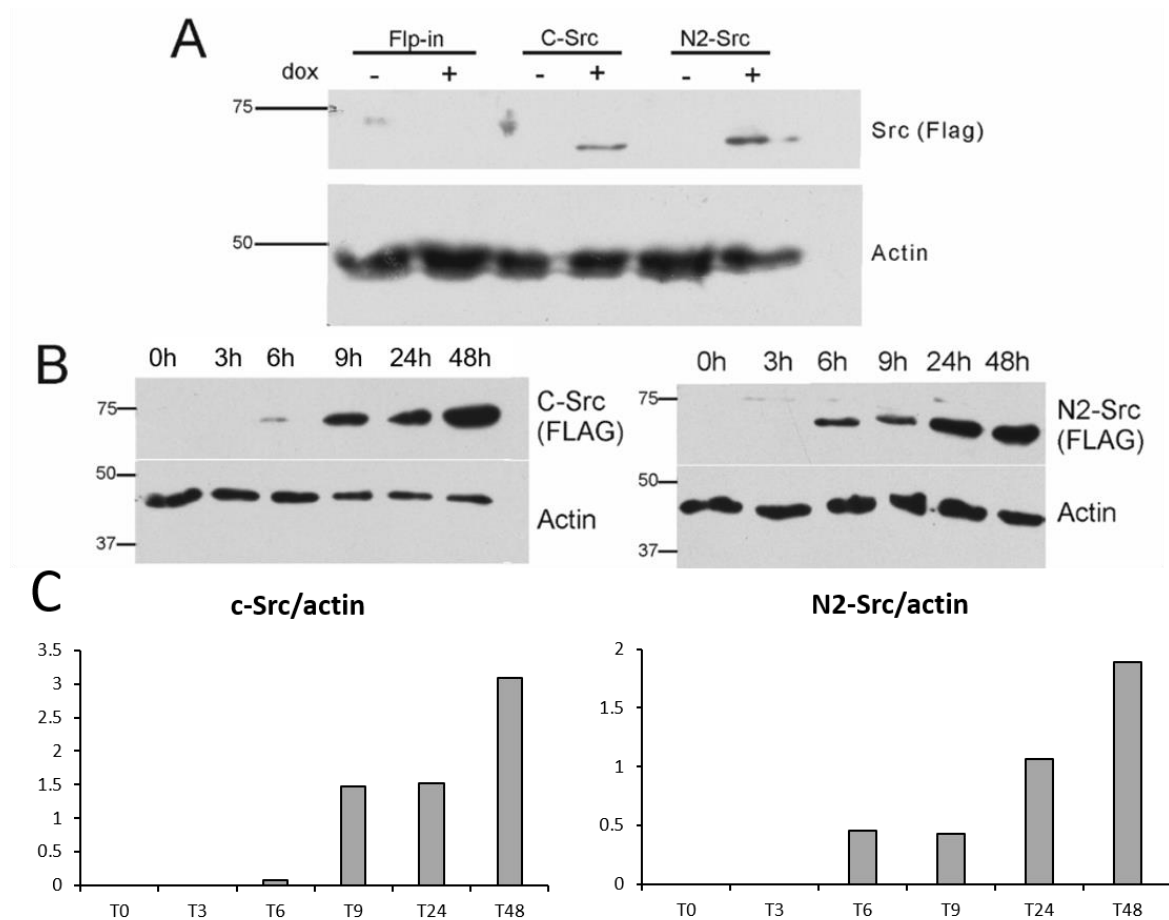 A
Flp-in C-Src N2-Src
dox - + - + - +
75
Src (Flag)
50
Actin
B
0h 3h 6h 9h 24h 48h
75
C-Src
(FLAG)
50
Actin
37
0h 3h 6h 9h 24h 48h
75
N2-Src
(FLAG)
50
Actin
37
C
c-Src/actin
3.5
3
2.5
2
1.5
1
0.5
0
T0 T3 T6 T9 T24 T48
N2-Src/actin
2
1.5
1
0.5
0
T0 T3 T6 T9 T24 T48